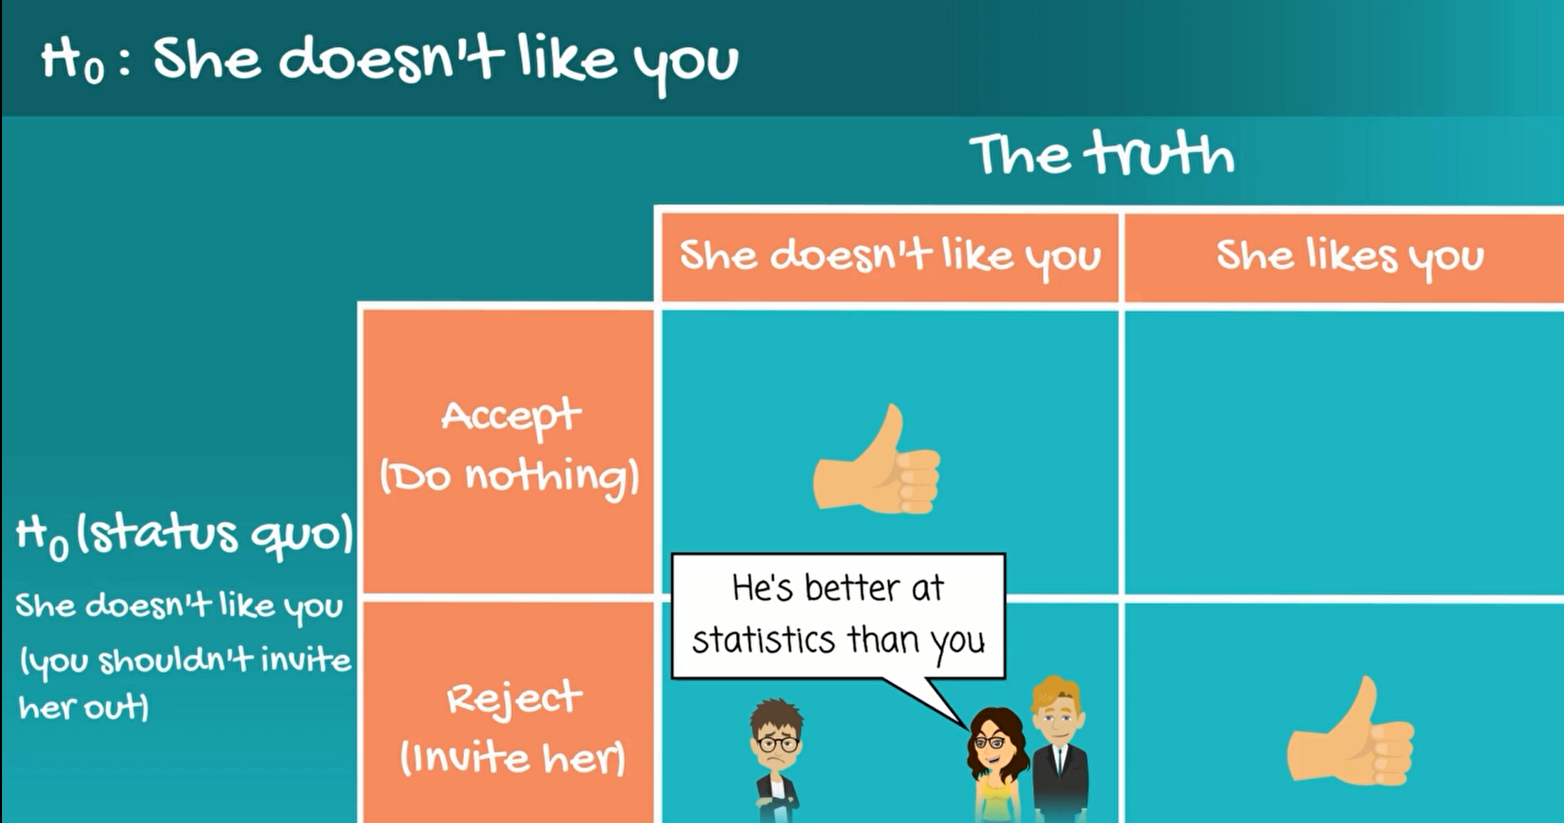 H₀ : She doesn't like you
The truth
She doesn't like you
She likes you
Accept
(Do nothing)
H₀ (status quo)
She doesn't like you
(you shouldn't invite
her out)
He's better at
statistics than you
Reject
(Invite her)